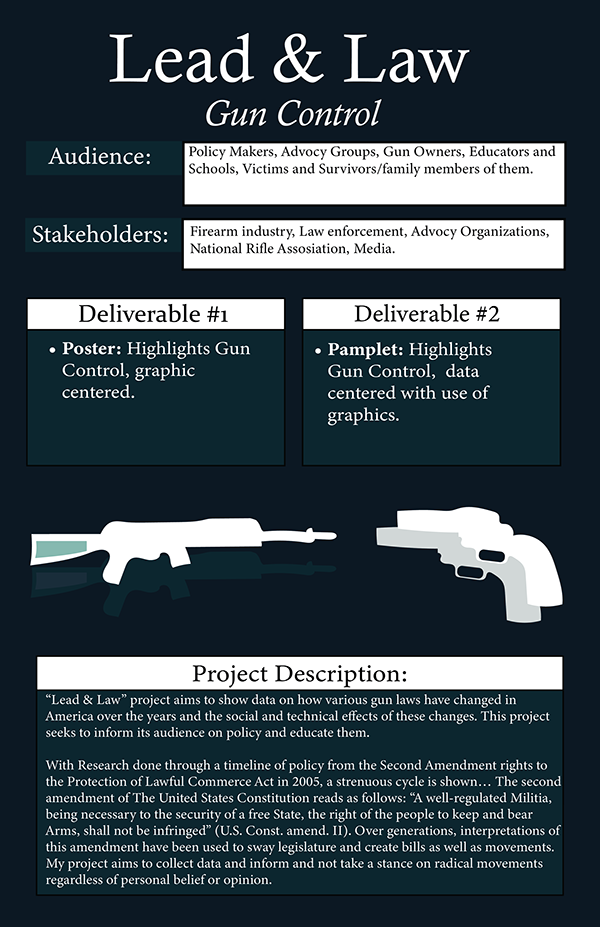 Lead & Law
Gun Control
Audience:
Policy Makers, Advocy Groups, Gun Owners, Educators and
Schools, Victims and Survivors/family members of them.
Stakeholders:
Firearm industry, Law enforcement, Advocy Organizations,
National Rifle Assosiation, Media.
Deliverable #1
• Poster: Highlights Gun
Control, graphic
centered.
Deliverable #2
• Pamplet: Highlights
Gun Control,  data
centered with use of
graphics.
Project Description:
“Lead & Law” project aims to show data on how various gun laws have changed in
America over the years and the social and technical effects of these changes. This project
seeks to inform its audience on policy and educate them.
With Research done through a timeline of policy from the Second Amendment rights to
the Protection of Lawful Commerce Act in 2005, a strenuous cycle is shown… The second
amendment of The United States Constitution reads as follows: “A well-regulated Militia,
being necessary to the security of a free State, the right of the people to keep and bear
Arms, shall not be infringed” (U.S. Const. amend. II). Over generations, interpretations of
this amendment have been used to sway legislature and create bills as well as movements.
My project aims to collect data and inform and not take a stance on radical movements
regardless of personal belief or opinion.